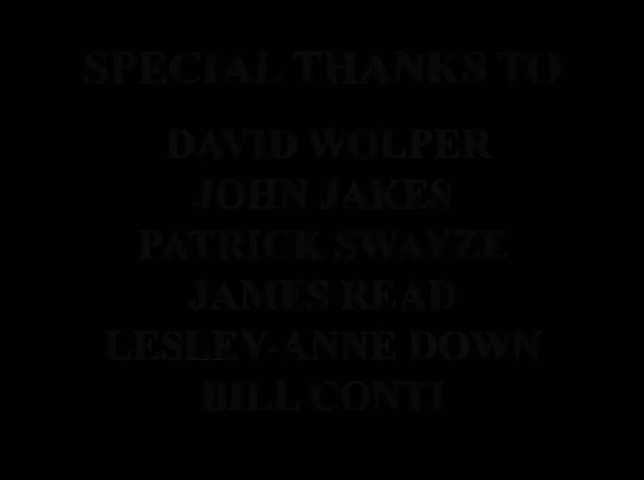 SPECIAL THANKS TO
DAVID WOLPER
JOHN JAKES
PATRICK SWAYZE
JAMES READ
LESLEY-ANNE DOWN
BILL CONTI